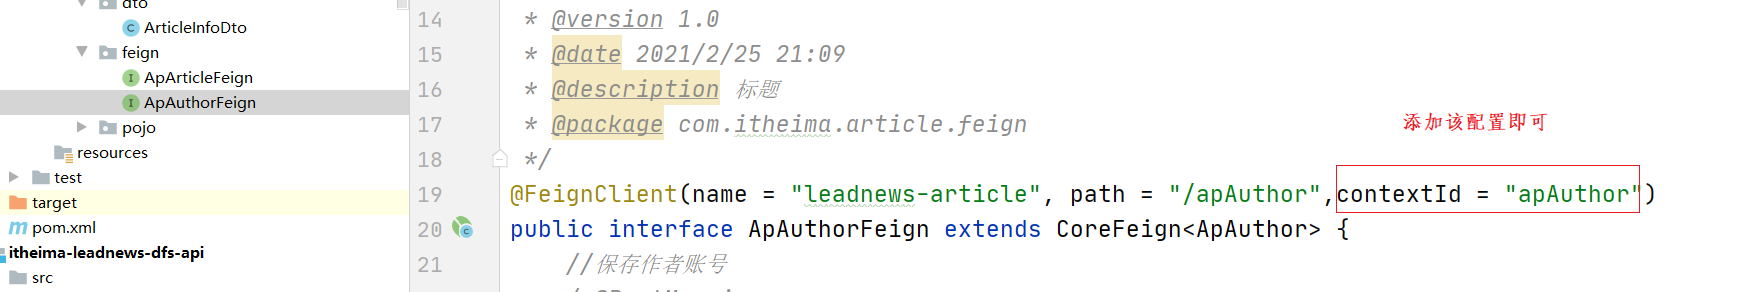 dto
ArticleInfoDto
feign
ApArticleFeign
ApAuthorFeign
pojo
resources
test
target
pom.xml
itheima-leadnews-dfs-api
src
14 * @version 1.0
15 * @date 2021/2/25 21:09
16 * @description 标题
17 * @package com.itheima.article.feign
18 */
添加该配置即可
19 @FeignClient(name = "leadnews-article", path = "/apAuthor",contextId = "apAuthor")
20 public interface ApAuthorFeign extends CoreFeign<ApAuthor> {
21 //保存作者账号